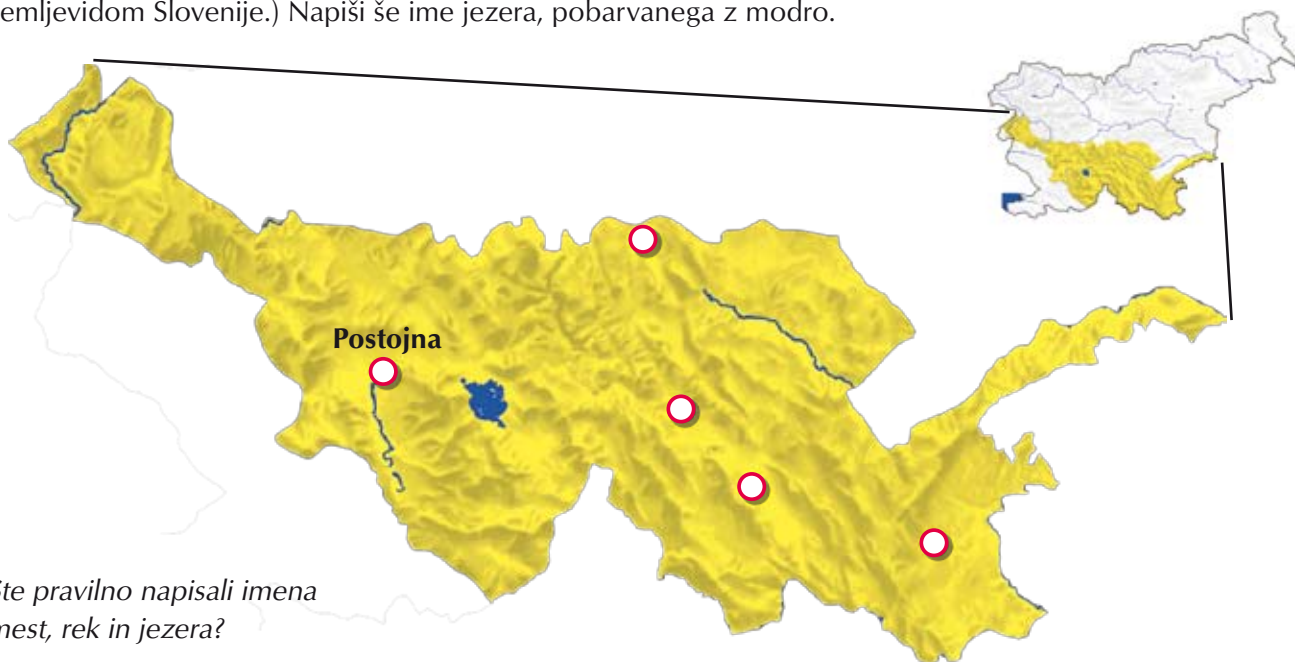 emljevidom Slovenije.) Napiši še ime jezera, pobarvanega z modro.
Postojna
ste pravilno napisali imena
mest, rek in jezera?